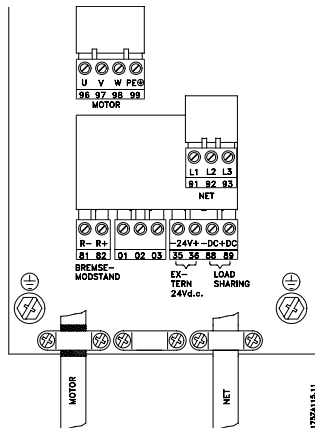 U V W PE
96 97 98 99
MOTOR
L1 L2 L3
91 92 93
NET
R- R+
81 82 01 02 03 35 36 88 89
-24V+ -DC+DC
BREMSE-
MODSTAND
EX-
TERN
24Vd.c.
LOAD
SHARING
MOTOR
NET
175ZA115.11